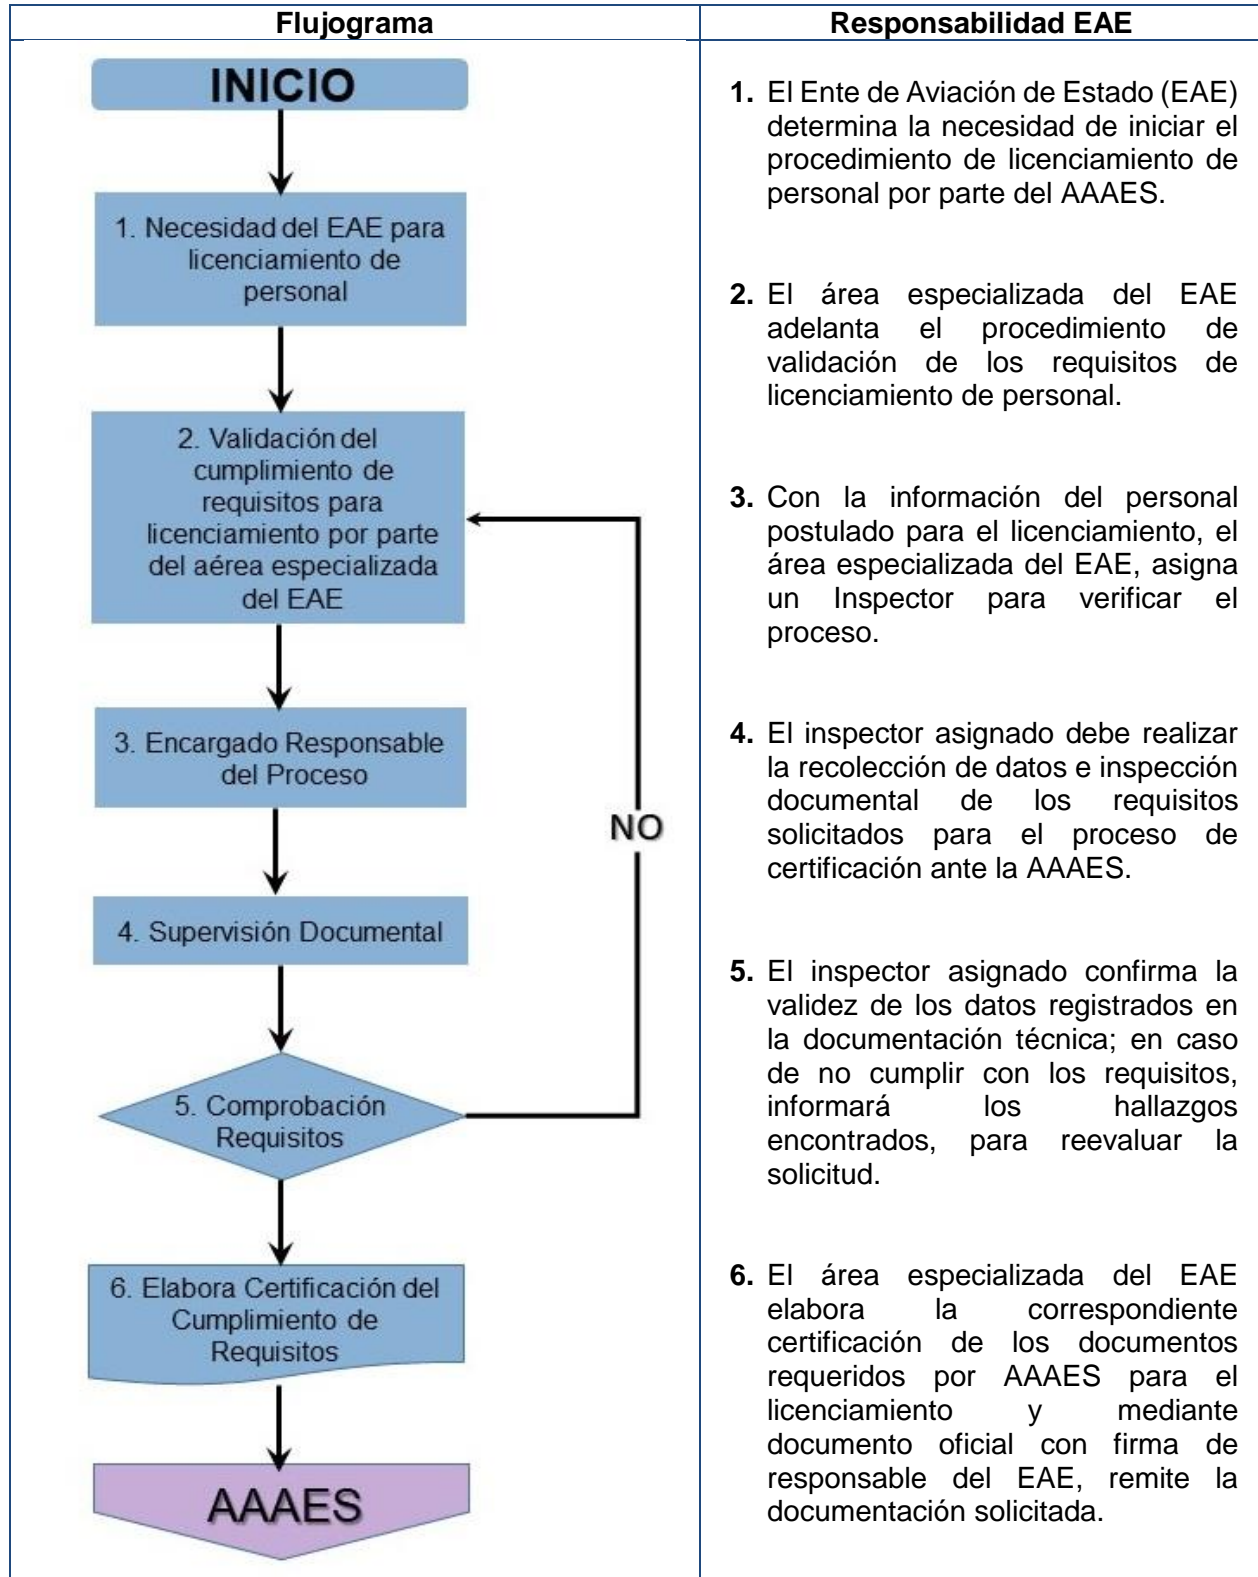 Flujograma
INICIO
1. Necesidad del EAE para
licenciamiento de
personal
2. Validación del
cumplimiento de
requisitos para
licenciamiento por parte
del aérea especializada
del EAE
3. Encargado Responsable
del Proceso
NO
4. Supervisión Documental
5. Comprobación
Requisitos
6. Elabora Certificación del
Cumplimiento de
Requisitos
AAAES
Responsabilidad EAE
1. El Ente de Aviación de Estado (EAE)
determina la necesidad de iniciar el
procedimiento de licenciamiento de
personal por parte del AAAES.
2. El área especializada del EAE
adelanta el procedimiento de
validación de los requisitos de
licenciamiento de personal.
3. Con la información del personal
postulado para el licenciamiento, el
área especializada del EAE, asigna
un Inspector para verificar el
proceso.
4. El inspector asignado debe realizar
la recolección de datos e inspección
documental de los requisitos
solicitados para el proceso de
certificación ante la AAAES.
5. El inspector asignado confirma la
validez de los datos registrados en
la documentación técnica; en caso
de no cumplir con los requisitos,
informará los hallazgos
encontrados, para reevaluar la
solicitud.
6. El área especializada del EAE
elabora la correspondiente
certificación de los documentos
requeridos por AAAES para el
licenciamiento y mediante
documento oficial con firma de
responsable del EAE, remite la
documentación solicitada.